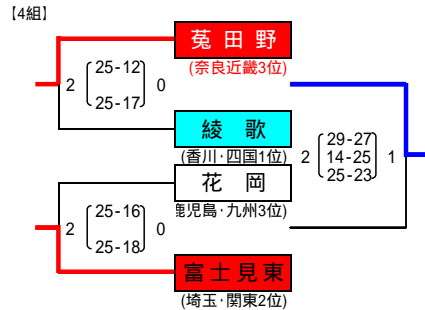 【4組】
菟田野
(奈良近畿3位)
2 25-12 0
25-17
綾歌
(香川・四国1位)
2 29-27 1
14-25
25-23
花岡
鹿児島・九州3位)
2 25-16 0
25-18
富士見東
(埼玉・関東2位)